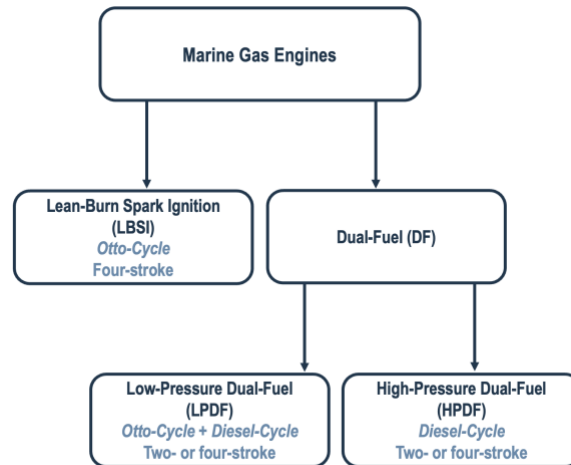 Marine Gas Engines
Lean-Burn Spark Ignition
(LBSI)
Otto-Cycle
Four-stroke
Dual-Fuel (DF)
Low-Pressure Dual-Fuel
(LPDF)
Otto-Cycle + Diesel-Cycle
Two- or four-stroke
High-Pressure Dual-Fuel
(HPDF)
Diesel-Cycle
Two- or four-stroke